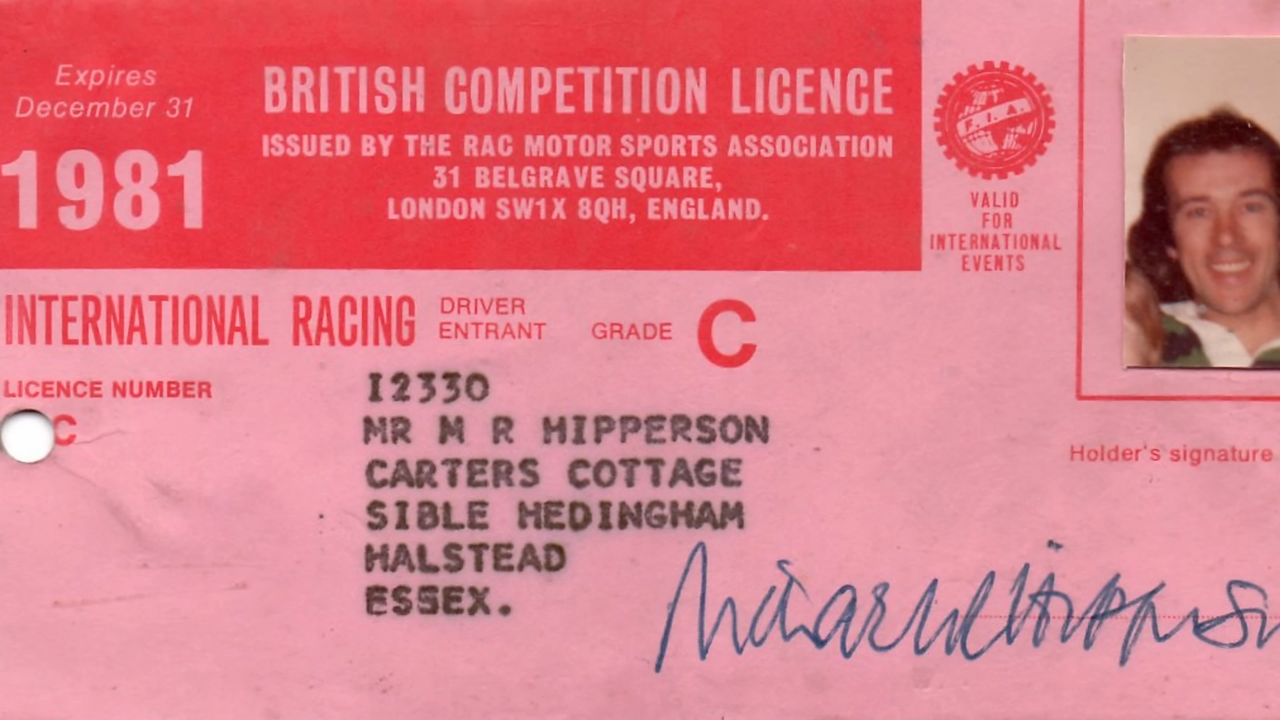 Expires
December 31
1981
BRITISH COMPETITION LICENCE
ISSUED BY THE RAC MOTOR SPORTS ASSOCIATION
31 BELGRAVE SQUARE,
LONDON SW1X 8QH, ENGLAND.
F.I.A.
VALID
FOR
INTERNATIONAL
EVENTS
INTERNATIONAL RACING
DRIVER
ENTRANT
GRADE C
LICENCE NUMBER
C
I2330
MR M R HIPPERSON
CARTERS COTTAGE
SIBLE HEDINGHAM
HALSTEAD
ESSEX.
Holder's signature